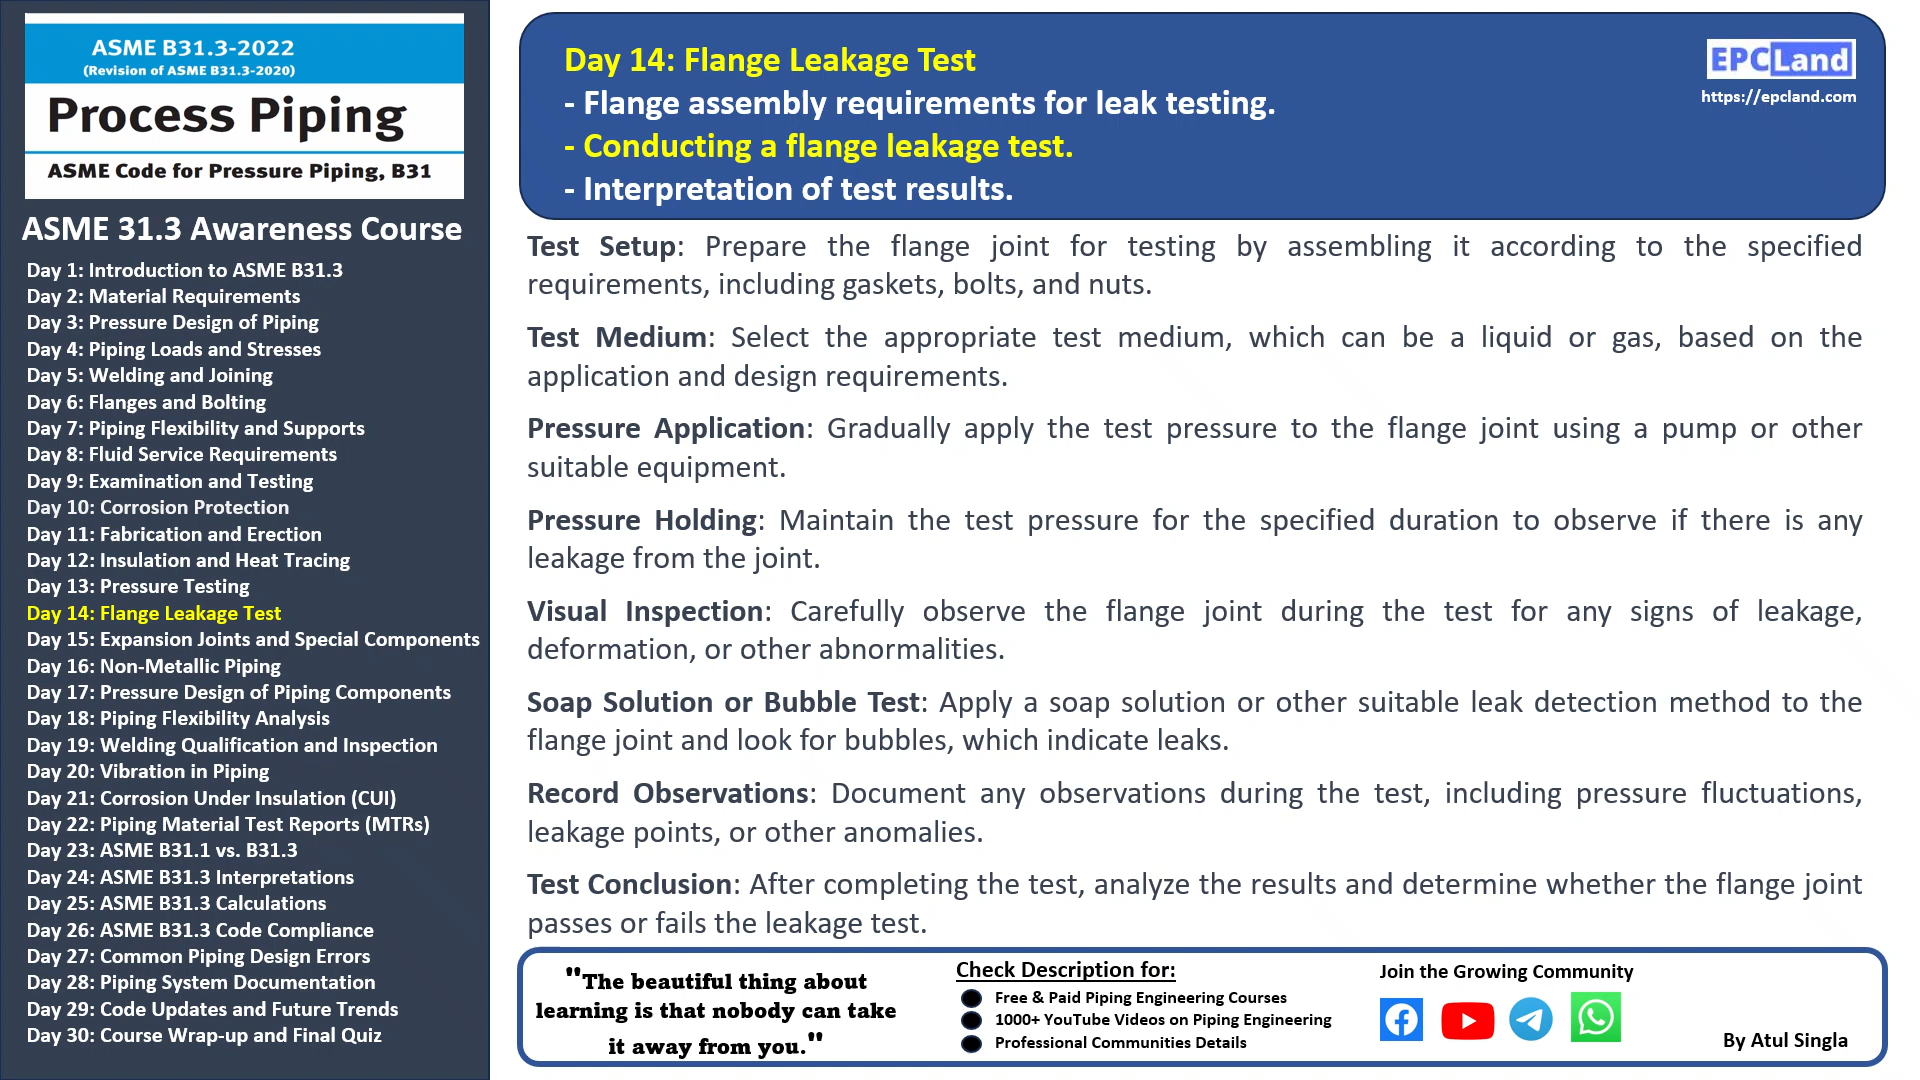 ASME B31.3-2022
(Revision of ASME B31.3-2020)
Process Piping
ASME Code for Pressure Piping, B31
ASME 31.3 Awareness Course
Day 1: Introduction to ASME B31.3
Day 2: Material Requirements
Day 3: Pressure Design of Piping
Day 4: Piping Loads and Stresses
Day 5: Welding and Joining
Day 6: Flanges and Bolting
Day 7: Piping Flexibility and Supports
Day 8: Fluid Service Requirements
Day 9: Examination and Testing
Day 10: Corrosion Protection
Day 11: Fabrication and Erection
Day 12: Insulation and Heat Tracing
Day 13: Pressure Testing
Day 14: Flange Leakage Test
Day 15: Expansion Joints and Special Components
Day 16: Non-Metallic Piping
Day 17: Pressure Design of Piping Components
Day 18: Piping Flexibility Analysis
Day 19: Welding Qualification and Inspection
Day 20: Vibration in Piping
Day 21: Corrosion Under Insulation (CUI)
Day 22: Piping Material Test Reports (MTRs)
Day 23: ASME B31.1 vs. B31.3
Day 24: ASME B31.3 Interpretations
Day 25: ASME B31.3 Calculations
Day 26: ASME B31.3 Code Compliance
Day 27: Common Piping Design Errors
Day 28: Piping System Documentation
Day 29: Code Updates and Future Trends
Day 30: Course Wrap-up and Final Quiz
Day 14: Flange Leakage Test
- Flange assembly requirements for leak testing.
- Conducting a flange leakage test.
- Interpretation of test results.
EPCLand
https://epcland.com
Test Setup: Prepare the flange joint for testing by assembling it according to the specified
requirements, including gaskets, bolts, and nuts.
Test Medium: Select the appropriate test medium, which can be a liquid or gas, based on the
application and design requirements.
Pressure Application: Gradually apply the test pressure to the flange joint using a pump or other
suitable equipment.
Pressure Holding: Maintain the test pressure for the specified duration to observe if there is any
leakage from the joint.
Visual Inspection: Carefully observe the flange joint during the test for any signs of leakage,
deformation, or other abnormalities.
Soap Solution or Bubble Test: Apply a soap solution or other suitable leak detection method to the
flange joint and look for bubbles, which indicate leaks.
Record Observations: Document any observations during the test, including pressure fluctuations,
leakage points, or other anomalies.
Test Conclusion: After completing the test, analyze the results and determine whether the flange joint
passes or fails the leakage test.
"The beautiful thing about
learning is that nobody can take
it away from you."
Check Description for:
Free & Paid Piping Engineering Courses
1000+ YouTube Videos on Piping Engineering
Professional Communities Details
Join the Growing Community
By Atul Singla